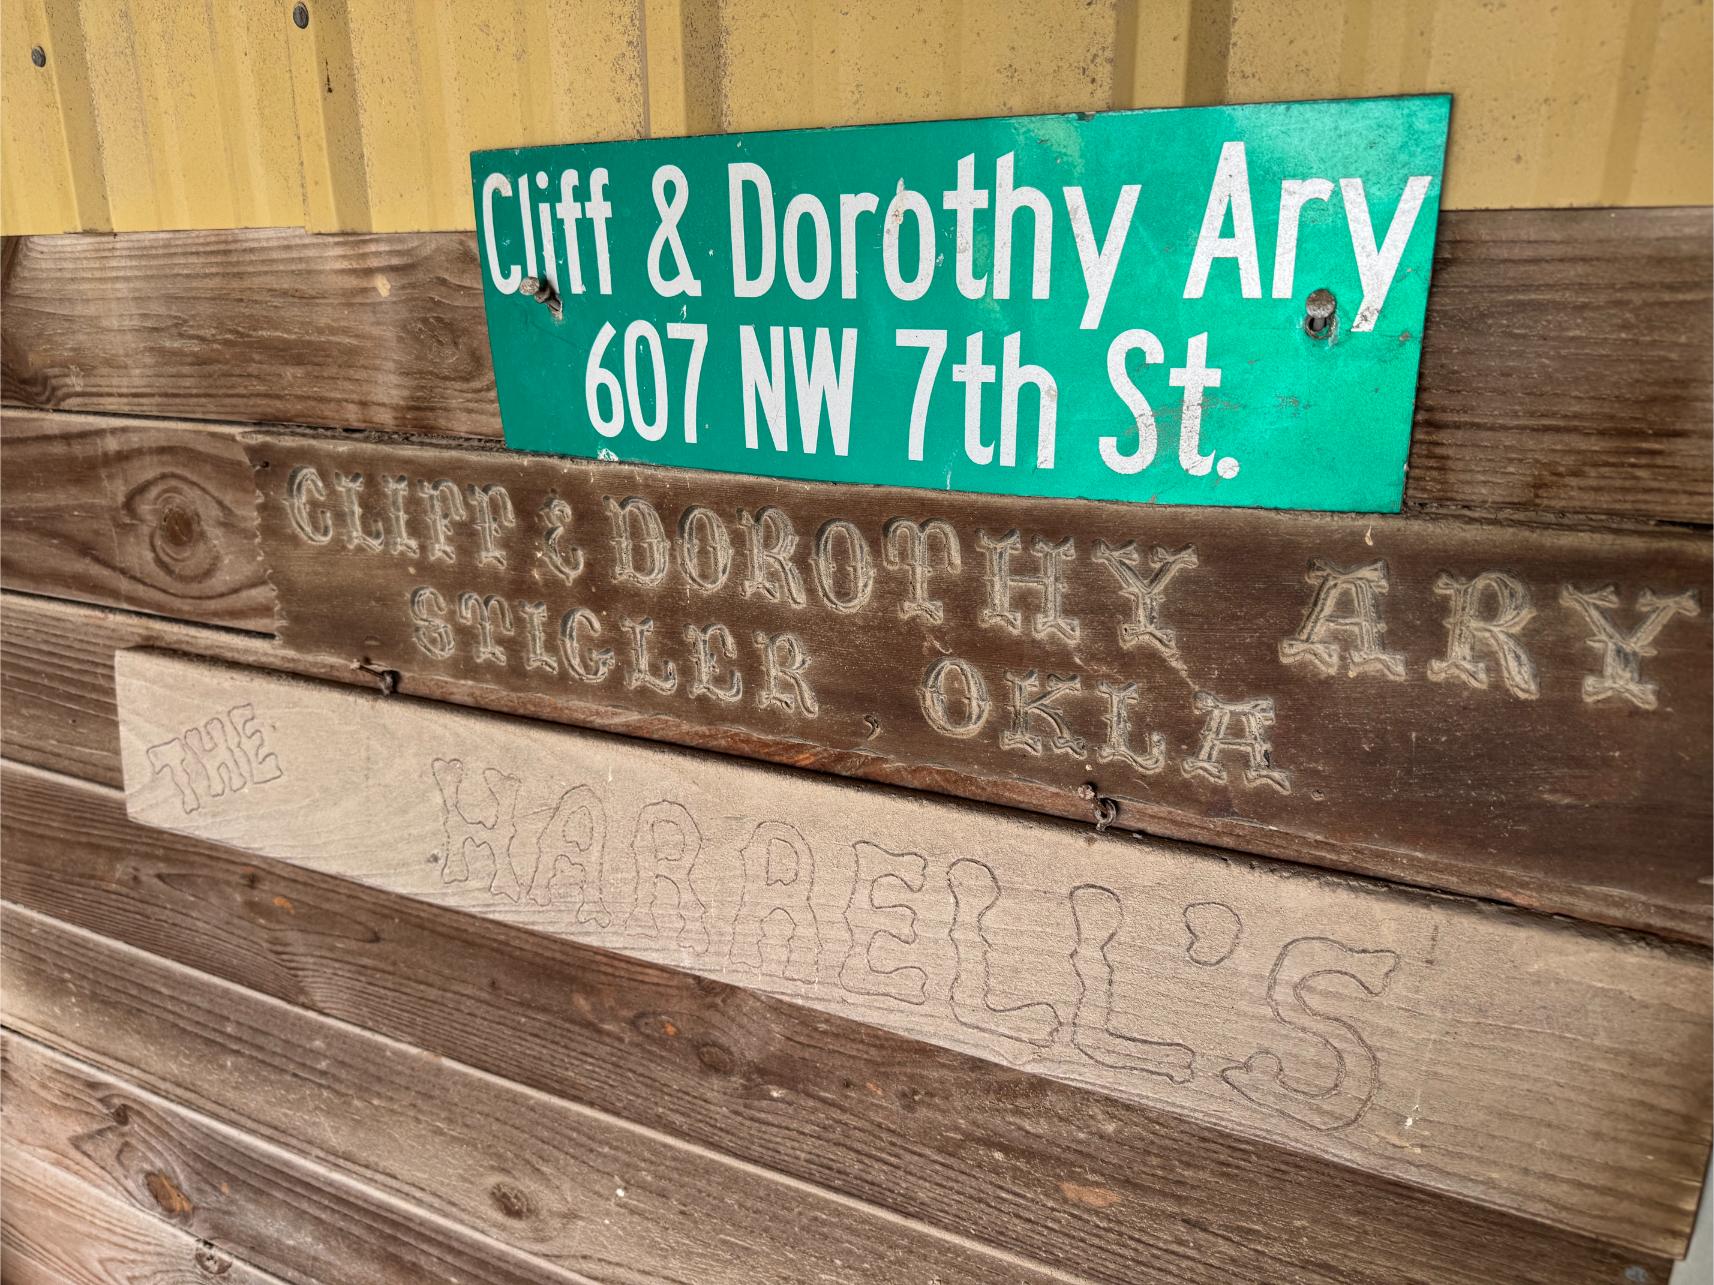 Cliff & Dorothy Ary
607 NW 7th St.
CLIFF & DOROTHY ARY
STIGLER, OKLA
THE HARRELL'S